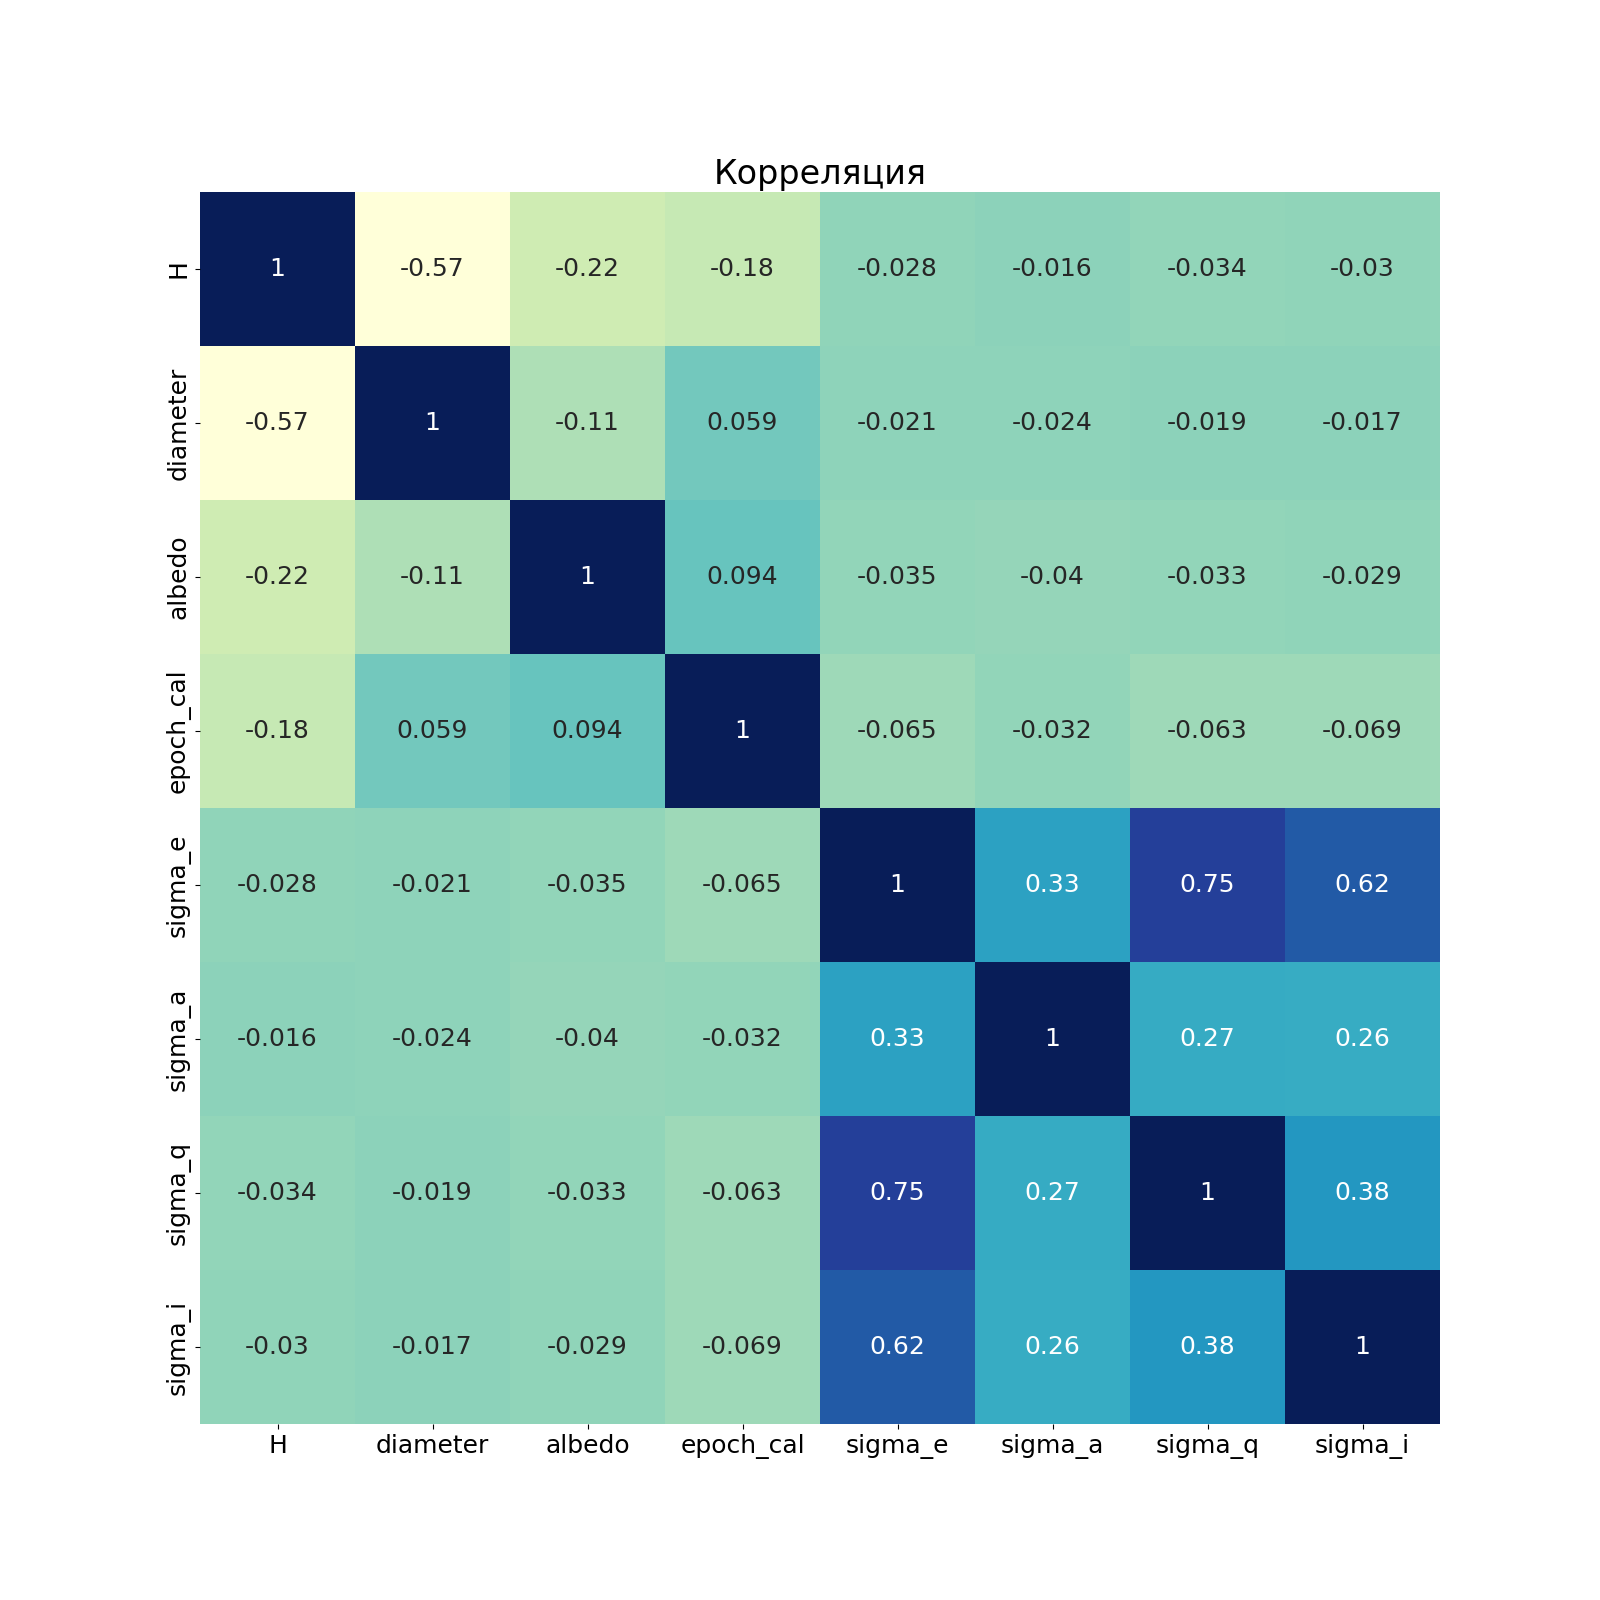 Корреляция
H 1 -0.57 -0.22 -0.18 -0.028 -0.016 -0.034 -0.03
diameter -0.57 1 -0.11 0.059 -0.021 -0.024 -0.019 -0.017
albedo -0.22 -0.11 1 0.094 -0.035 -0.04 -0.033 -0.029
epoch_cal -0.18 0.059 0.094 1 -0.065 -0.032 -0.063 -0.069
sigma_e -0.028 -0.021 -0.035 -0.065 1 0.33 0.75 0.62
sigma_a -0.016 -0.024 -0.04 -0.032 0.33 1 0.27 0.26
sigma_q -0.034 -0.019 -0.033 -0.063 0.75 0.27 1 0.38
sigma_i -0.03 -0.017 -0.029 -0.069 0.62 0.26 0.38 1
H diameter albedo epoch_cal sigma_e sigma_a sigma_q sigma_i